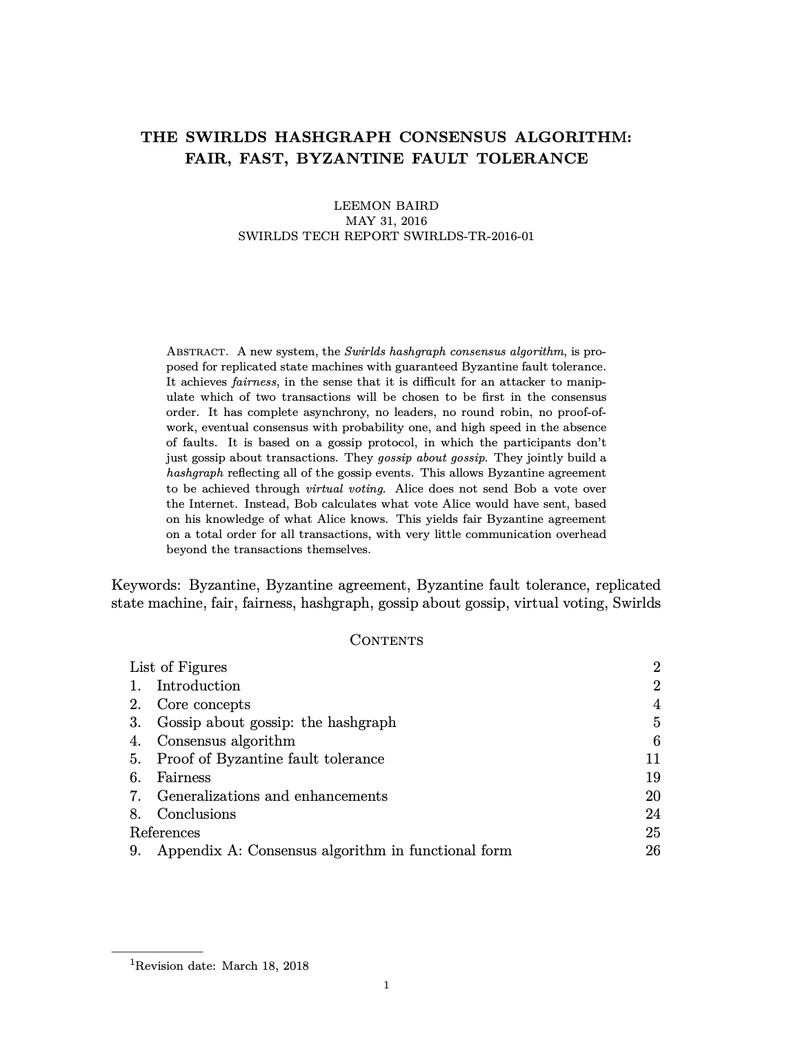 THE SWIRLDS HASHGRAPH CONSENSUS ALGORITHM:
FAIR, FAST, BYZANTINE FAULT TOLERANCE
LEEMON BAIRD
MAY 31, 2016
SWIRLDS TECH REPORT SWIRLDS-TR-2016-01
Abstract. A new system, the Swirlds hashgraph consensus algorithm, is pro-
posed for replicated state machines with guaranteed Byzantine fault tolerance.
It achieves fairness, in the sense that it is difficult for an attacker to manip-
ulate which of two transactions will be chosen to be first in the consensus
order. It has complete asynchrony, no leaders, no round robin, no proof-of-
work, eventual consensus with probability one, and high speed in the absence
of faults. It is based on a gossip protocol, in which the participants don't
just gossip about transactions. They gossip about gossip. They jointly build a
hashgraph reflecting all of the gossip events. This allows Byzantine agreement
to be achieved through virtual voting. Alice does not send Bob a vote over
the Internet. Instead, Bob calculates what vote Alice would have sent, based
on his knowledge of what Alice knows. This yields fair Byzantine agreement
on a total order for all transactions, with very little communication overhead
beyond the transactions themselves.
Keywords: Byzantine, Byzantine agreement, Byzantine fault tolerance, replicated
state machine, fair, fairness, hashgraph, gossip about gossip, virtual voting, Swirlds
Contents
List of Figures 2
1. Introduction 2
2. Core concepts 4
3. Gossip about gossip: the hashgraph 5
4. Consensus algorithm 6
5. Proof of Byzantine fault tolerance 11
6. Fairness 19
7. Generalizations and enhancements 20
8. Conclusions 24
References 25
9. Appendix A: Consensus algorithm in functional form 26
1Revision date: March 18, 2018
1